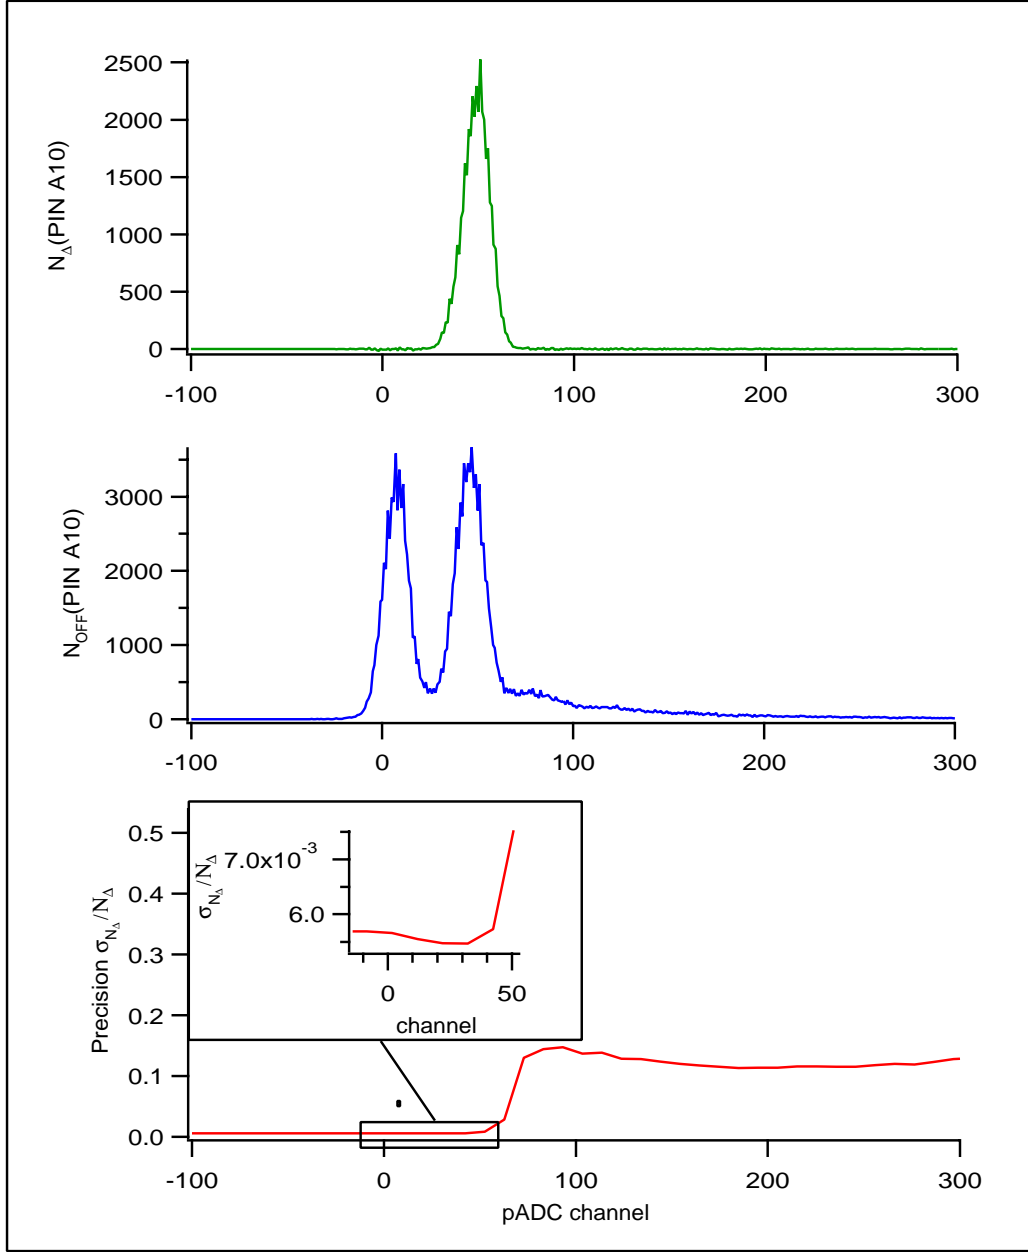 2500
2000
1500
1000
500
0
N_Δ(PIN A10)
-100 0 100 200 300
3000
2000
1000
0
N_OFF(PIN A10)
-100 0 100 200 300
0.5
0.4
0.3
0.2
0.1
0.0
Precision σ_N_Δ/N_Δ
σ_N_Δ/N_Δ
7.0x10^-3
6.0
0 50
channel
-100 0 100 200 300
pADC channel